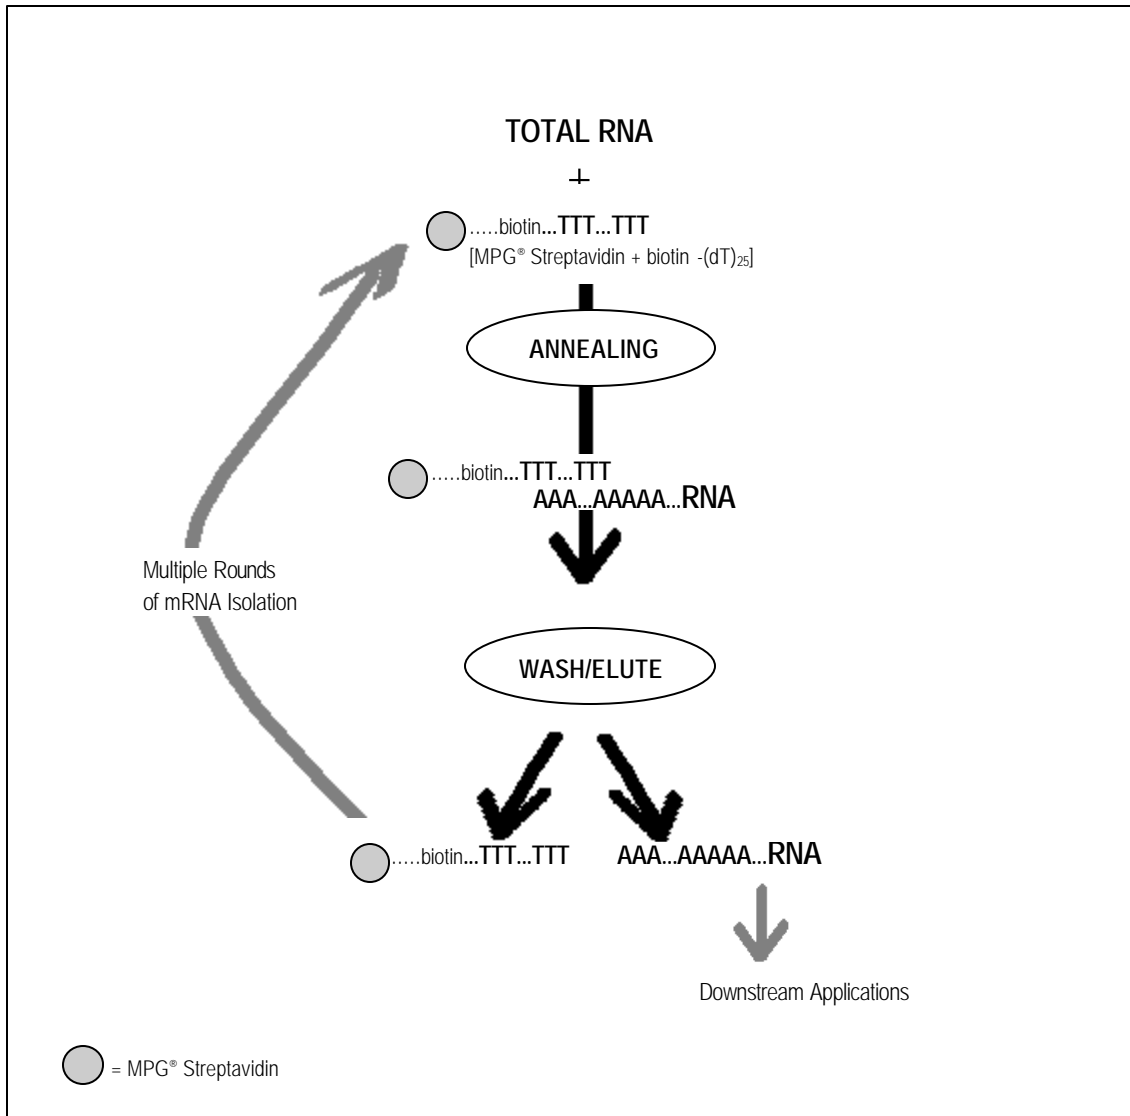 TOTAL RNA
+
.....biotin...TTT...TTT
[MPG® Streptavidin + biotin -(dT)₂₅]
ANNEALING
.....biotin...TTT...TTT
AAA...AAAAA...RNA
Multiple Rounds
of mRNA Isolation
WASH/ELUTE
.....biotin...TTT...TTT AAA...AAAAA...RNA
Downstream Applications
= MPG® Streptavidin